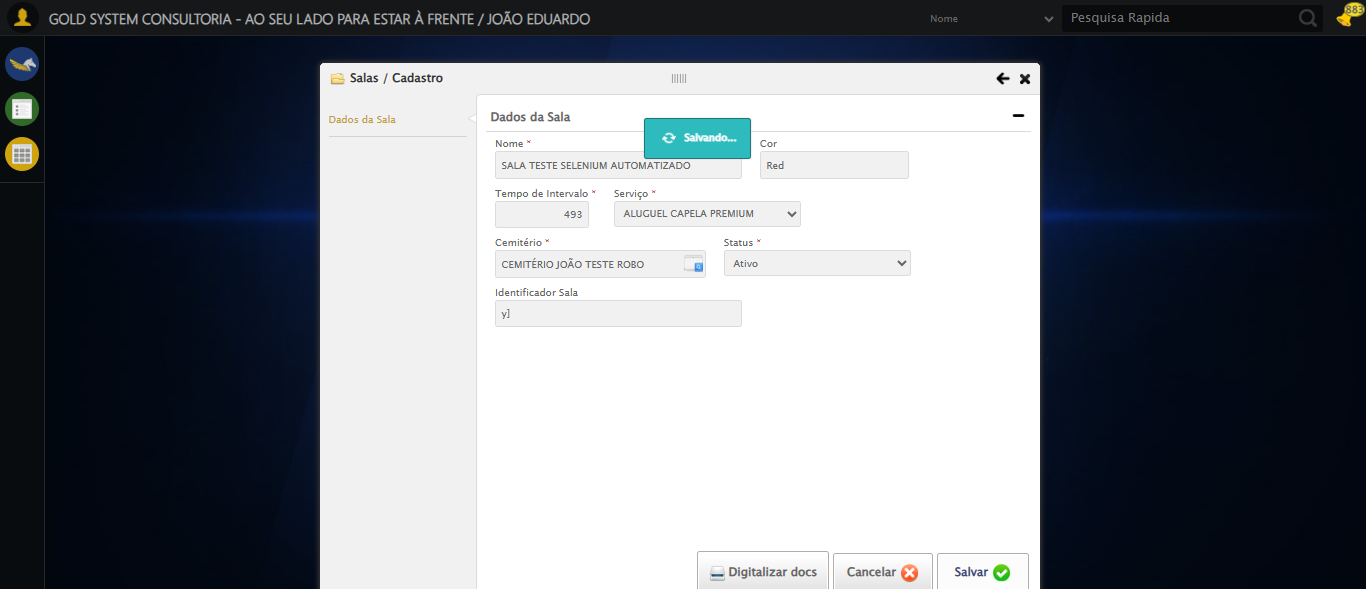 GOLD SYSTEM CONSULTORIA - AO SEU LADO PARA ESTAR À FRENTE / JOÃO EDUARDO
Nome
Pesquisa Rapida
883
Salas / Cadastro
Dados da Sala
Dados da Sala
Salvando...
Nome *
Cor
SALA TESTE SELENIUM AUTOMATIZADO
Red
Tempo de Intervalo *
Serviço *
493
ALUGUEL CAPELA PREMIUM
Cemitério *
Status *
CEMITÉRIO JOÃO TESTE ROBO
Ativo
Identificador Sala
y]
Digitalizar docs
Cancelar
Salvar